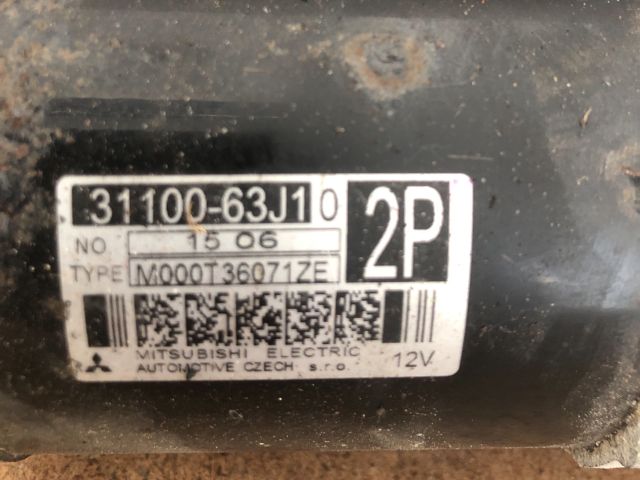 31100-63J10
2P
NO 15 06
TYPE M000T36071ZE
MITSUBISHI ELECTRIC
AUTOMOTIVE CZECH s.r.o.
12V